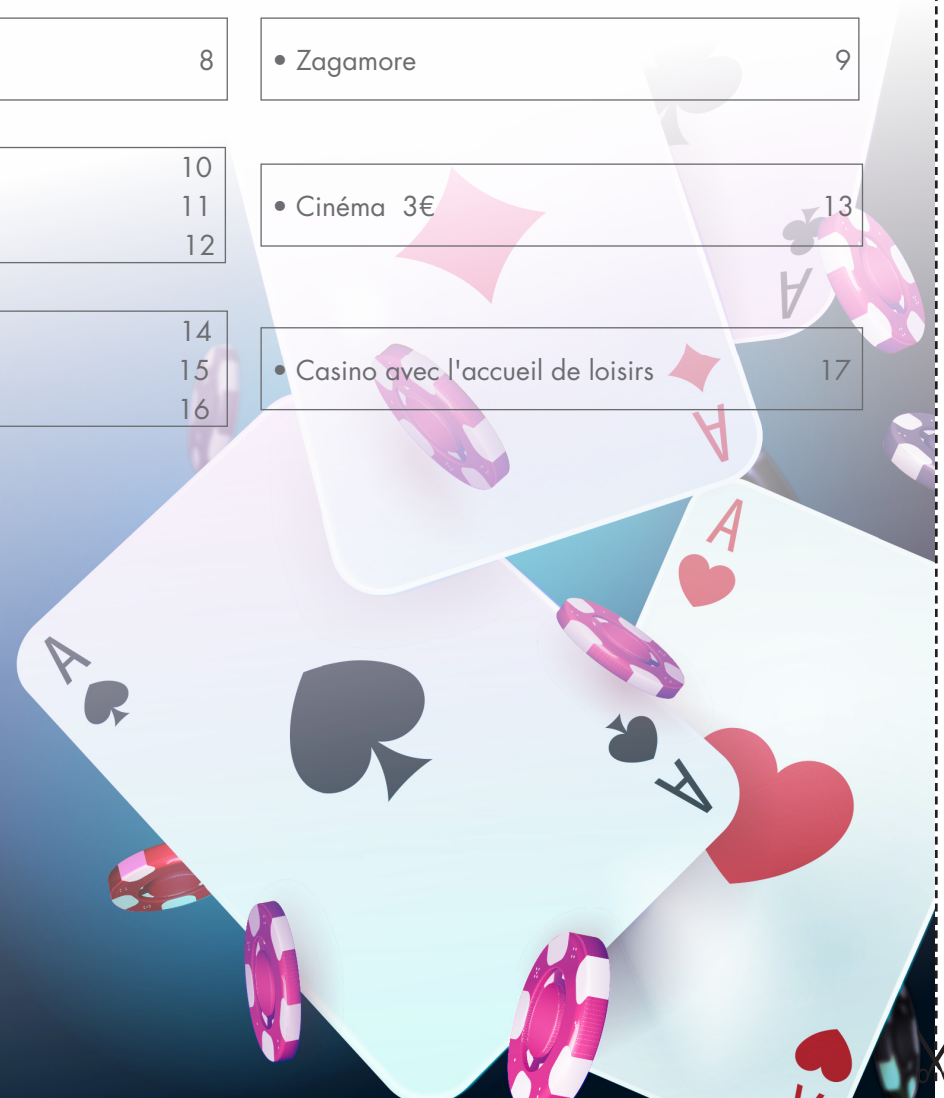 8
• Zagamore 9
10
11
12
• Cinéma 3€ 13
14
15
16
• Casino avec l'accueil de loisirs 17
A
A
A
A
A
A